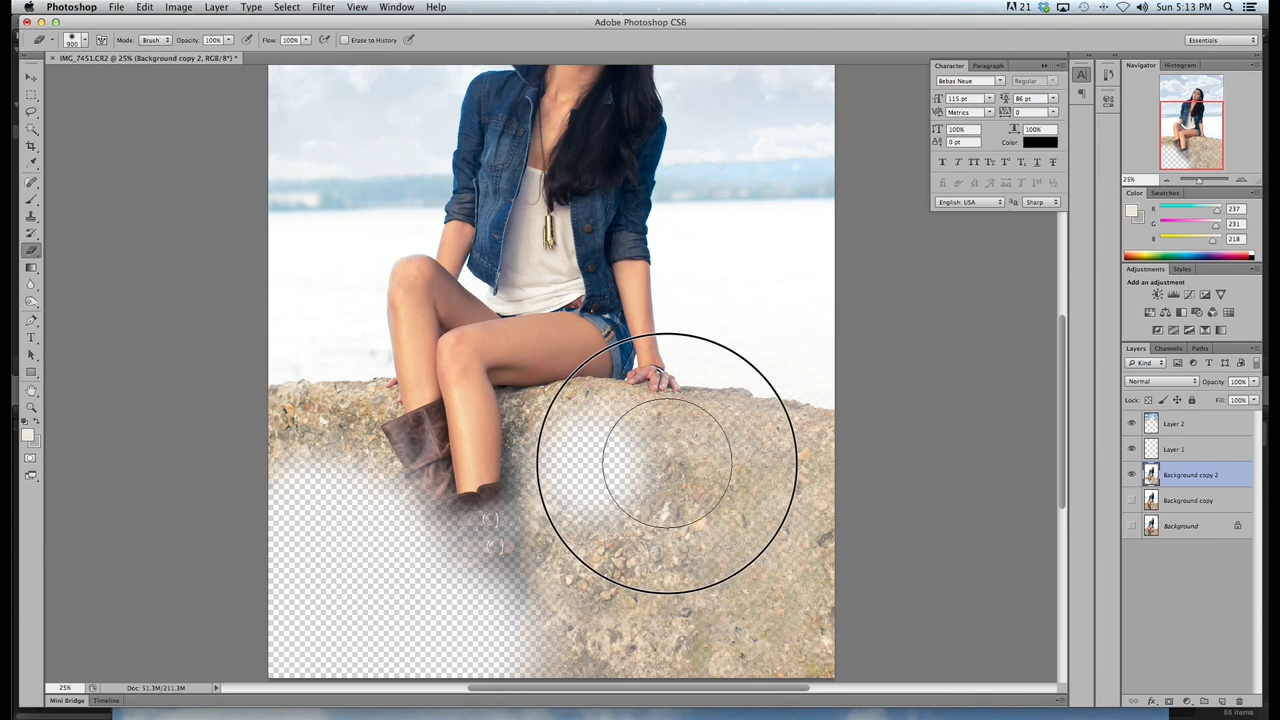 Photoshop File Edit Image Layer Type Select Filter View Window Help 21 Sun 5:13 PM
Adobe Photoshop CS6
900 Mode: Brush Opacity: 100% Flow: 100% Erase to History Essentials
× IMG_7451.CR2 @ 25% (Background copy 2, RGB/8*) *
Character Paragraph
Bebas Neue Regular
115 pt 86 pt
Metrics 0
100% 100%
0 pt Color:
English: USA Sharp
Navigator Histogram
25%
Color Swatches
R 237
G 231
B 218
Adjustments Styles
Add an adjustment
Layers Channels Paths
Kind
Normal Opacity: 100%
Lock: Fill: 100%
Layer 2
Layer 1
Background copy 2
Background copy
Background
25% Doc: 51.3M/211.3M
Mini Bridge Timeline
88 items